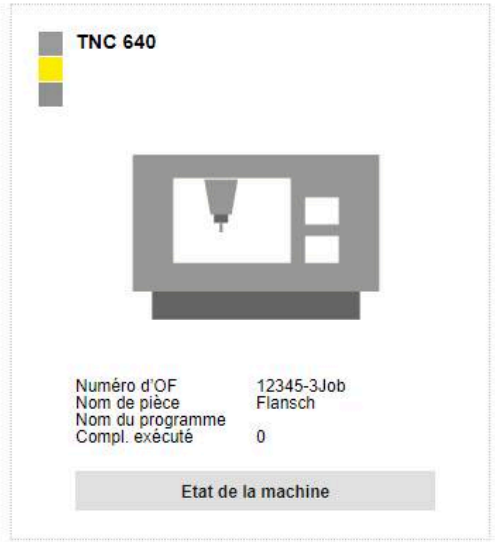 TNC 640
Numéro d'OF 12345-3Job
Nom de pièce Flansch
Nom du programme
Compl. exécuté 0
Etat de la machine